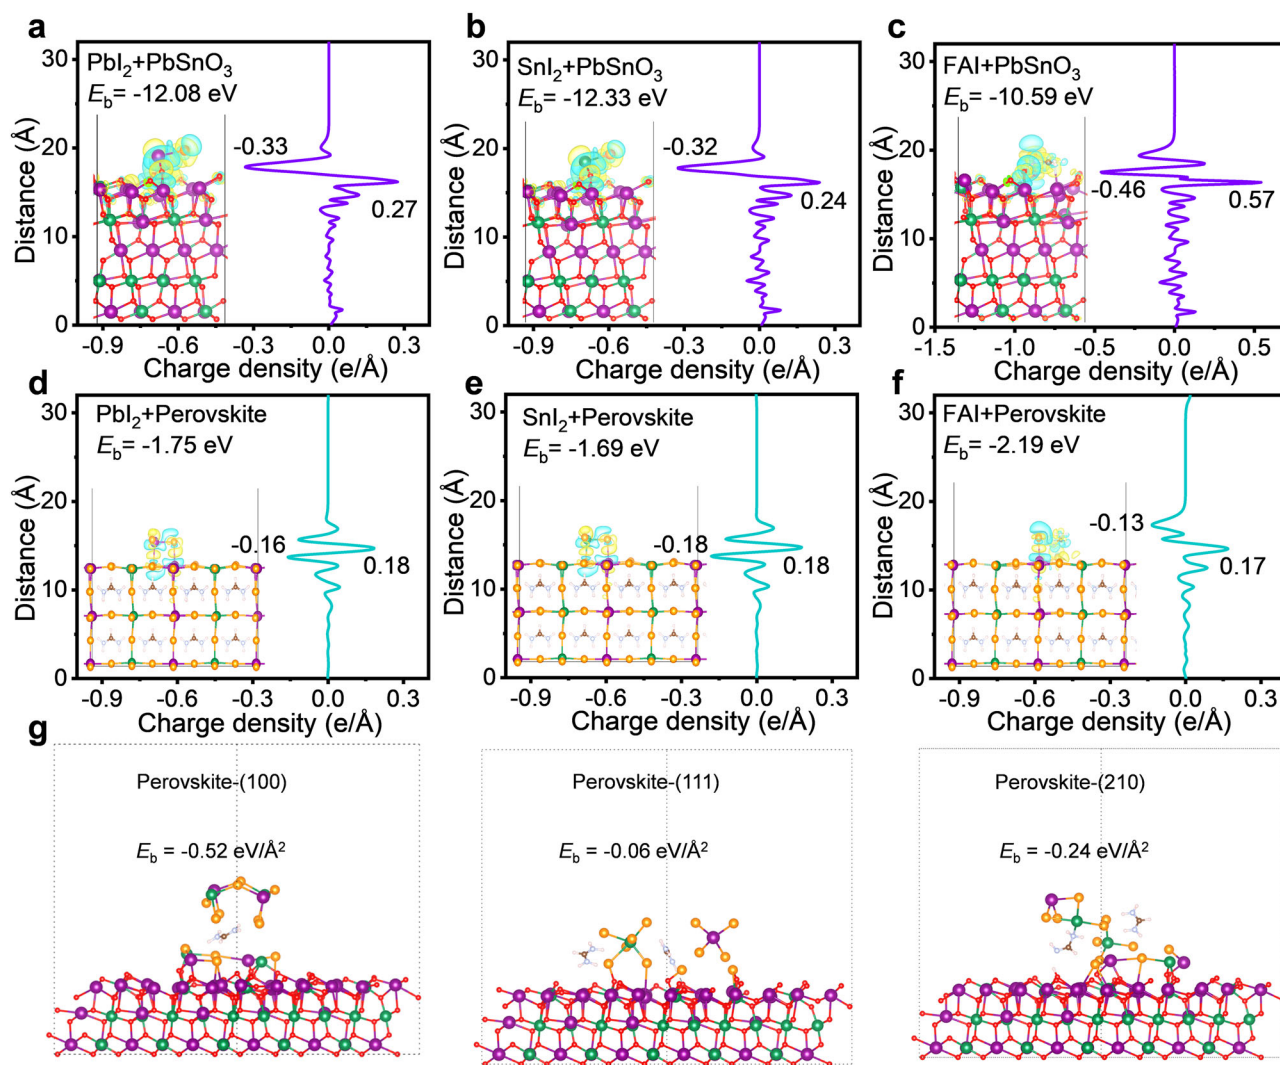 a
PbI₂+PbSnO₃
E_b= -12.08 eV
-0.33
0.27
Distance (Å)
30
20
10
0
-0.9 -0.6 -0.3 0.0 0.3
Charge density (e/Å)
b
SnI₂+PbSnO₃
E_b= -12.33 eV
-0.32
0.24
Distance (Å)
30
20
10
0
-0.9 -0.6 -0.3 0.0 0.3
Charge density (e/Å)
c
FAI+PbSnO₃
E_b= -10.59 eV
-0.46
0.57
Distance (Å)
30
20
10
0
-1.5 -1.0 -0.5 0.0 0.5
Charge density (e/Å)
d
PbI₂+Perovskite
E_b= -1.75 eV
-0.16
0.18
Distance (Å)
30
20
10
0
-0.9 -0.6 -0.3 0.0 0.3
Charge density (e/Å)
e
SnI₂+Perovskite
E_b= -1.69 eV
-0.18
0.18
Distance (Å)
30
20
10
0
-0.9 -0.6 -0.3 0.0 0.3
Charge density (e/Å)
f
FAI+Perovskite
E_b= -2.19 eV
-0.13
0.17
Distance (Å)
30
20
10
0
-0.9 -0.6 -0.3 0.0 0.3
Charge density (e/Å)
g
Perovskite-(100)
E_b = -0.52 eV/Å²
Perovskite-(111)
E_b = -0.06 eV/Å²
Perovskite-(210)
E_b = -0.24 eV/Å²